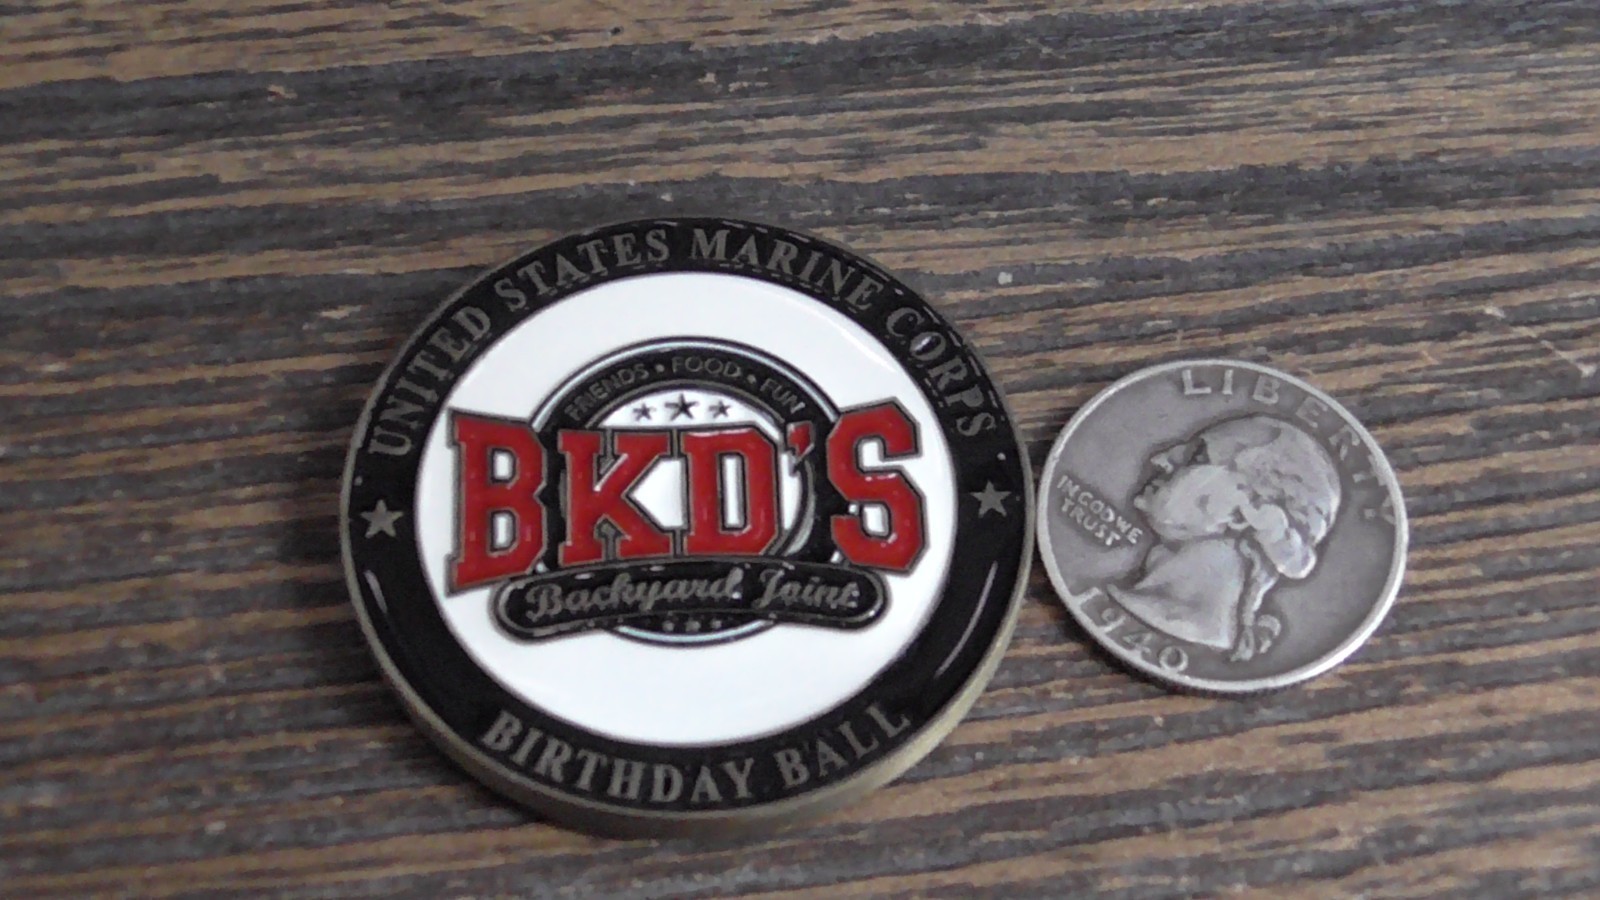 UNITED STATES MARINE CORPS
FRIENDS • FOOD • FUN
BKD'S
Backyard Joint
BIRTHDAY BALL
LIBERTY
IN GOD WE
TRUST
1940